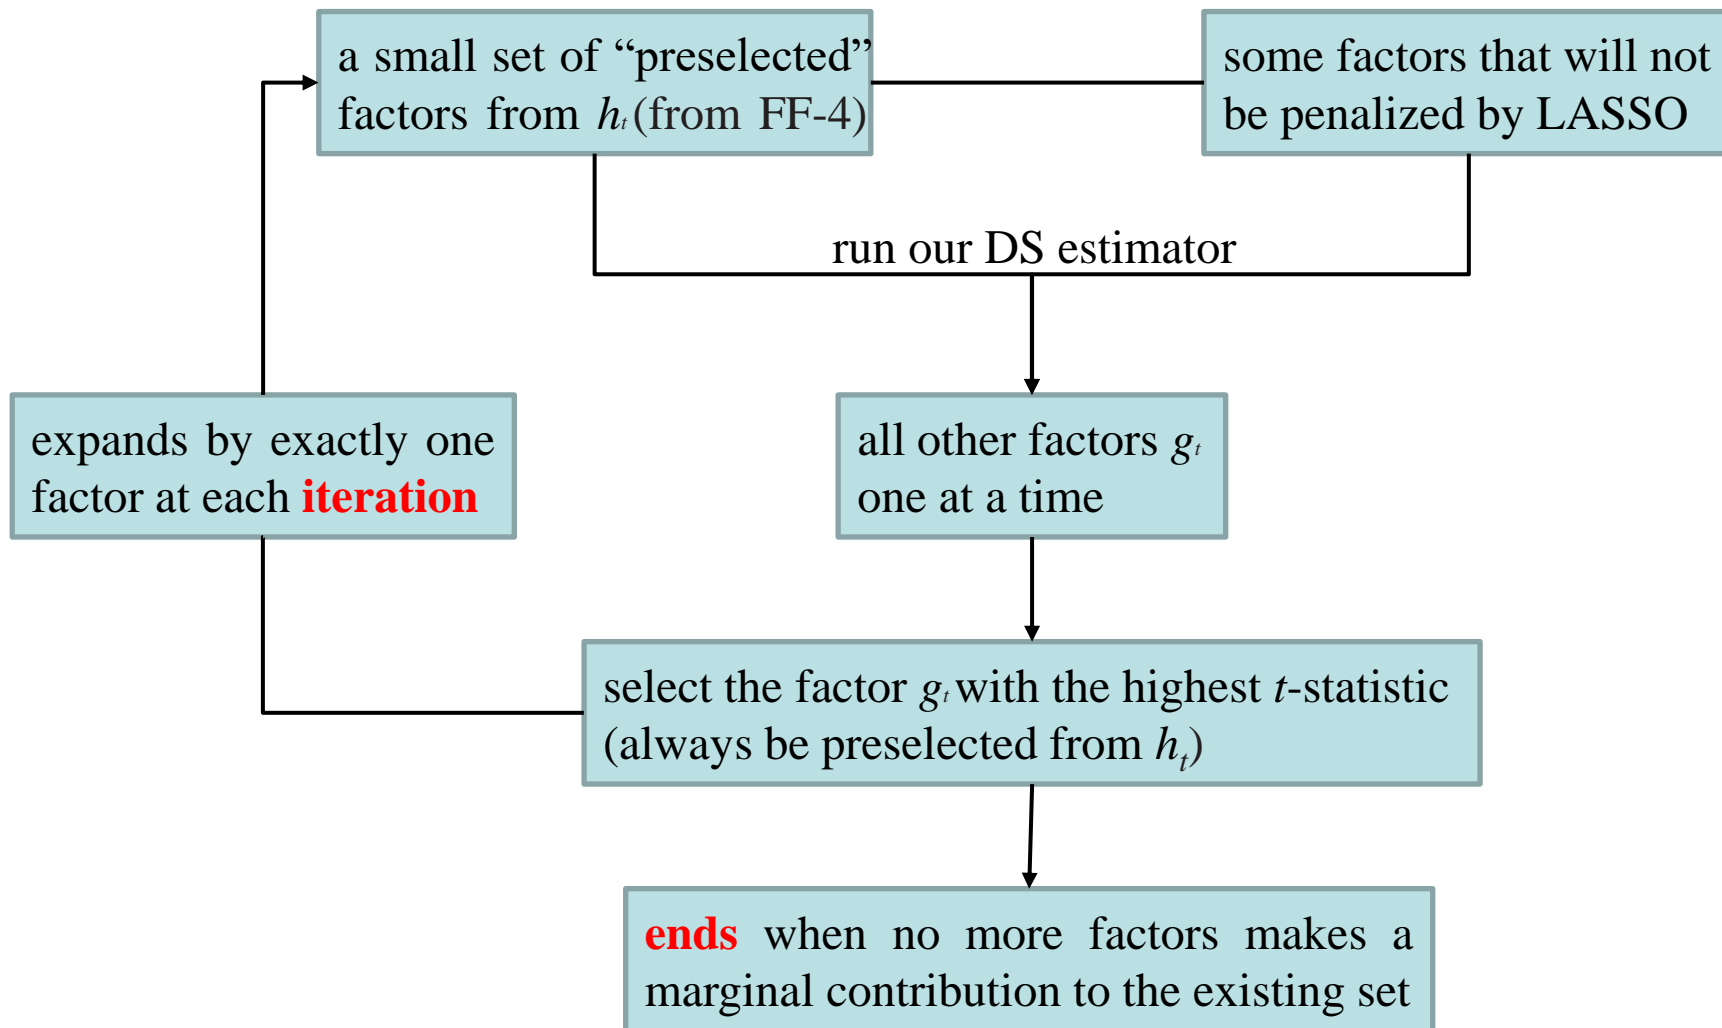 a small set of “preselected”
factors from hₜ (from FF-4)
some factors that will not
be penalized by LASSO
run our DS estimator
expands by exactly one
factor at each iteration
all other factors gₜ
one at a time
select the factor gₜ with the highest t-statistic
(always be preselected from hₜ)
ends when no more factors makes a
marginal contribution to the existing set